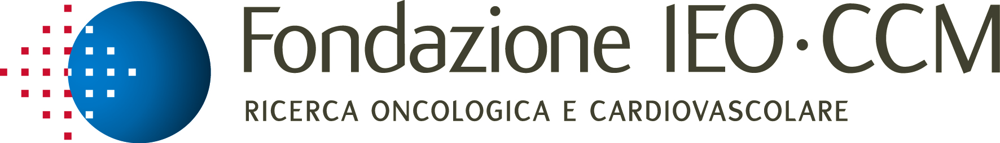 Fondazione IEO·CCM
RICERCA ONCOLOGICA E CARDIOVASCOLARE